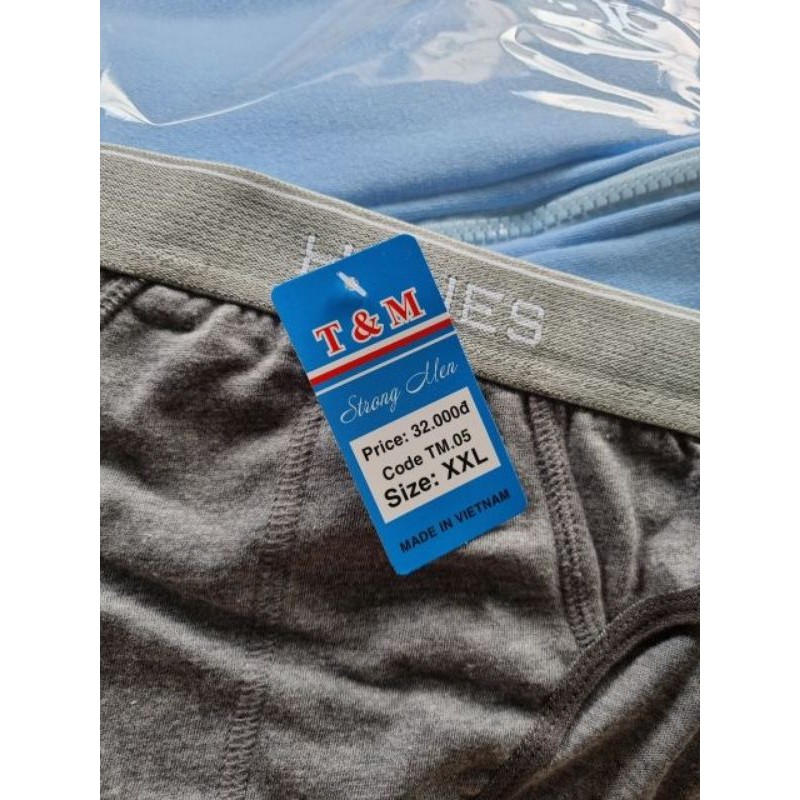 T & M
Strong Men
Price: 32.000đ
Code TM.05
Size: XXL
MADE IN VIETNAM